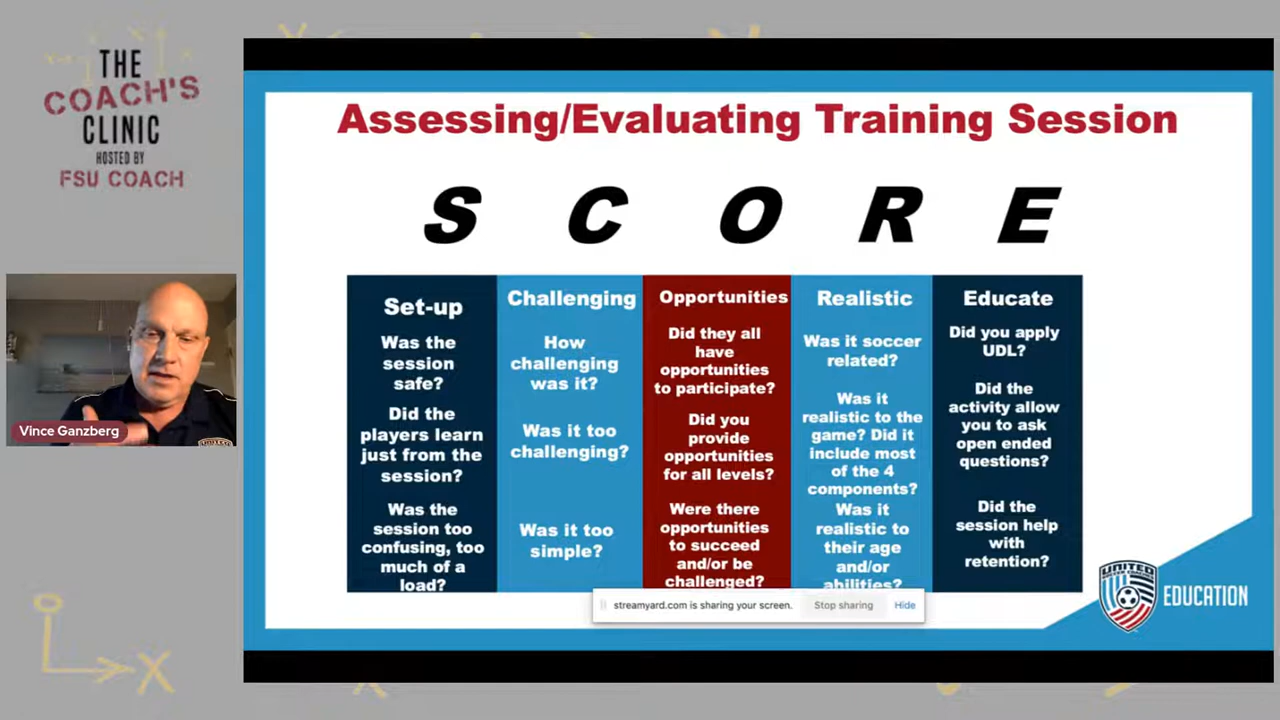 THE
COACH'S
CLINIC
HOSTED BY
FSU COACH
Vince Ganzberg
Assessing/Evaluating Training Session
S C O R E
Set-up
Was the
session
safe?
Did the
players learn
just from the
session?
Was the
session too
confusing, too
much of a
load?
Challenging
How
challenging
was it?
Was it too
challenging?
Was it too
simple?
Opportunities
Did they all
have
opportunities
to participate?
Did you
provide
opportunities
for all levels?
Were there
opportunities
to succeed
and/or be
challenged?
Realistic
Was it soccer
related?
Was it
realistic to the
game? Did it
include most
of the 4
components?
Was it
realistic to
their age
and/or
abilities?
Educate
Did you apply
UDL?
Did the
activity allow
you to ask
open ended
questions?
Did the
session help
with
retention?
streamyard.com is sharing your screen. Stop sharing Hide
UNITED
EDUCATION